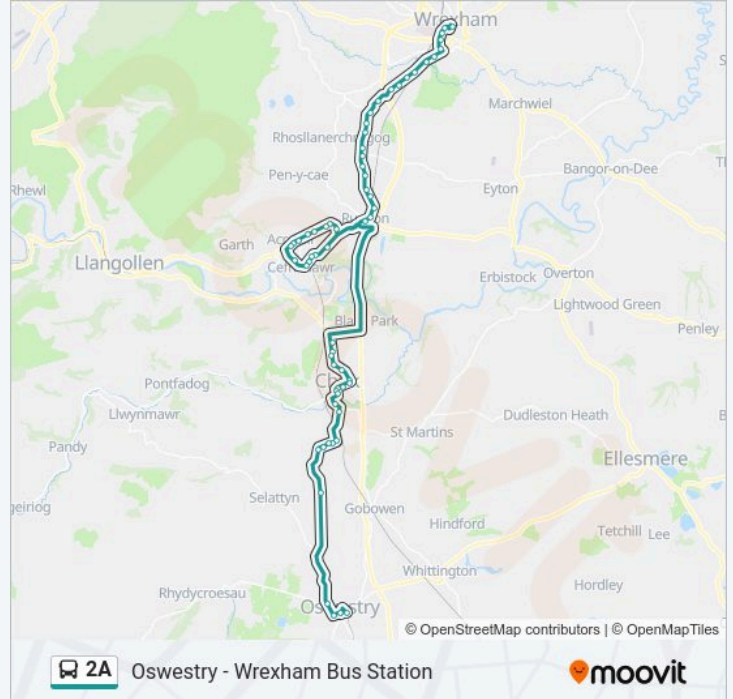 Wrexham
Marchwiel
Rhosllanerchrugog
Bangor-on-Dee
Pen-y-cae
Rhewl
Eyton
Garth
Llangollen
Erbistock
Overton
Lightwood Green
Black Park
Penley
Pontfadog
Llwynmawr
Dudleston Heath
St Martins
Pandy
Ellesmere
Selattyn
Gobowen
Hindford
Tetchill
Lee
Whittington
Hordley
Rhydycroesau
Oswestry
© OpenStreetMap contributors | © OpenMapTiles
2A Oswestry - Wrexham Bus Station
moovit